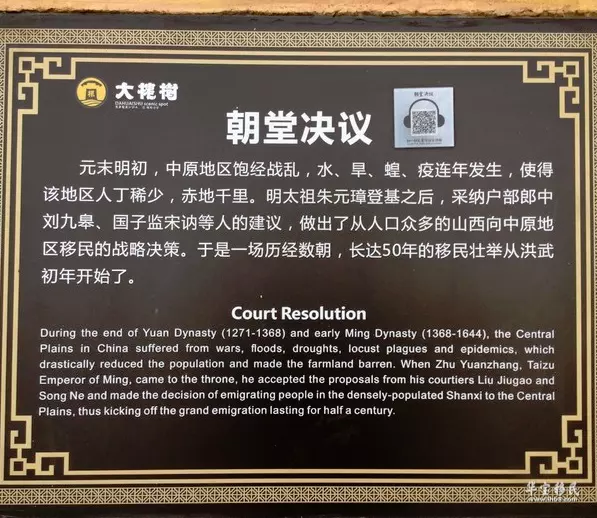 大槐树
DAHUAISHU scenic spot
朝堂决议
朝堂决议
元末明初，中原地区饱经战乱，水、旱、蝗、疫连年发生，使得
该地区人丁稀少，赤地千里。明太祖朱元璋登基之后，采纳户部郎中
刘九皋、国子监宋讷等人的建议，做出了从人口众多的山西向中原地
区移民的战略决策。于是一场历经数朝，长达50年的移民壮举从洪武
初年开始了。
Court Resolution
During the end of Yuan Dynasty (1271-1368) and early Ming Dynasty (1368-1644), the Central
Plains in China suffered from wars, floods, droughts, locust plagues and epidemics, which
drastically reduced the population and made the farmland barren. When Zhu Yuanzhang, Taizu
Emperor of Ming, came to the throne, he accepted the proposals from his courtiers Liu Jiugao and
Song Ne and made the decision of emigrating people in the densely-populated Shanxi to the Central
Plains, thus kicking off the grand emigration lasting for half a century.